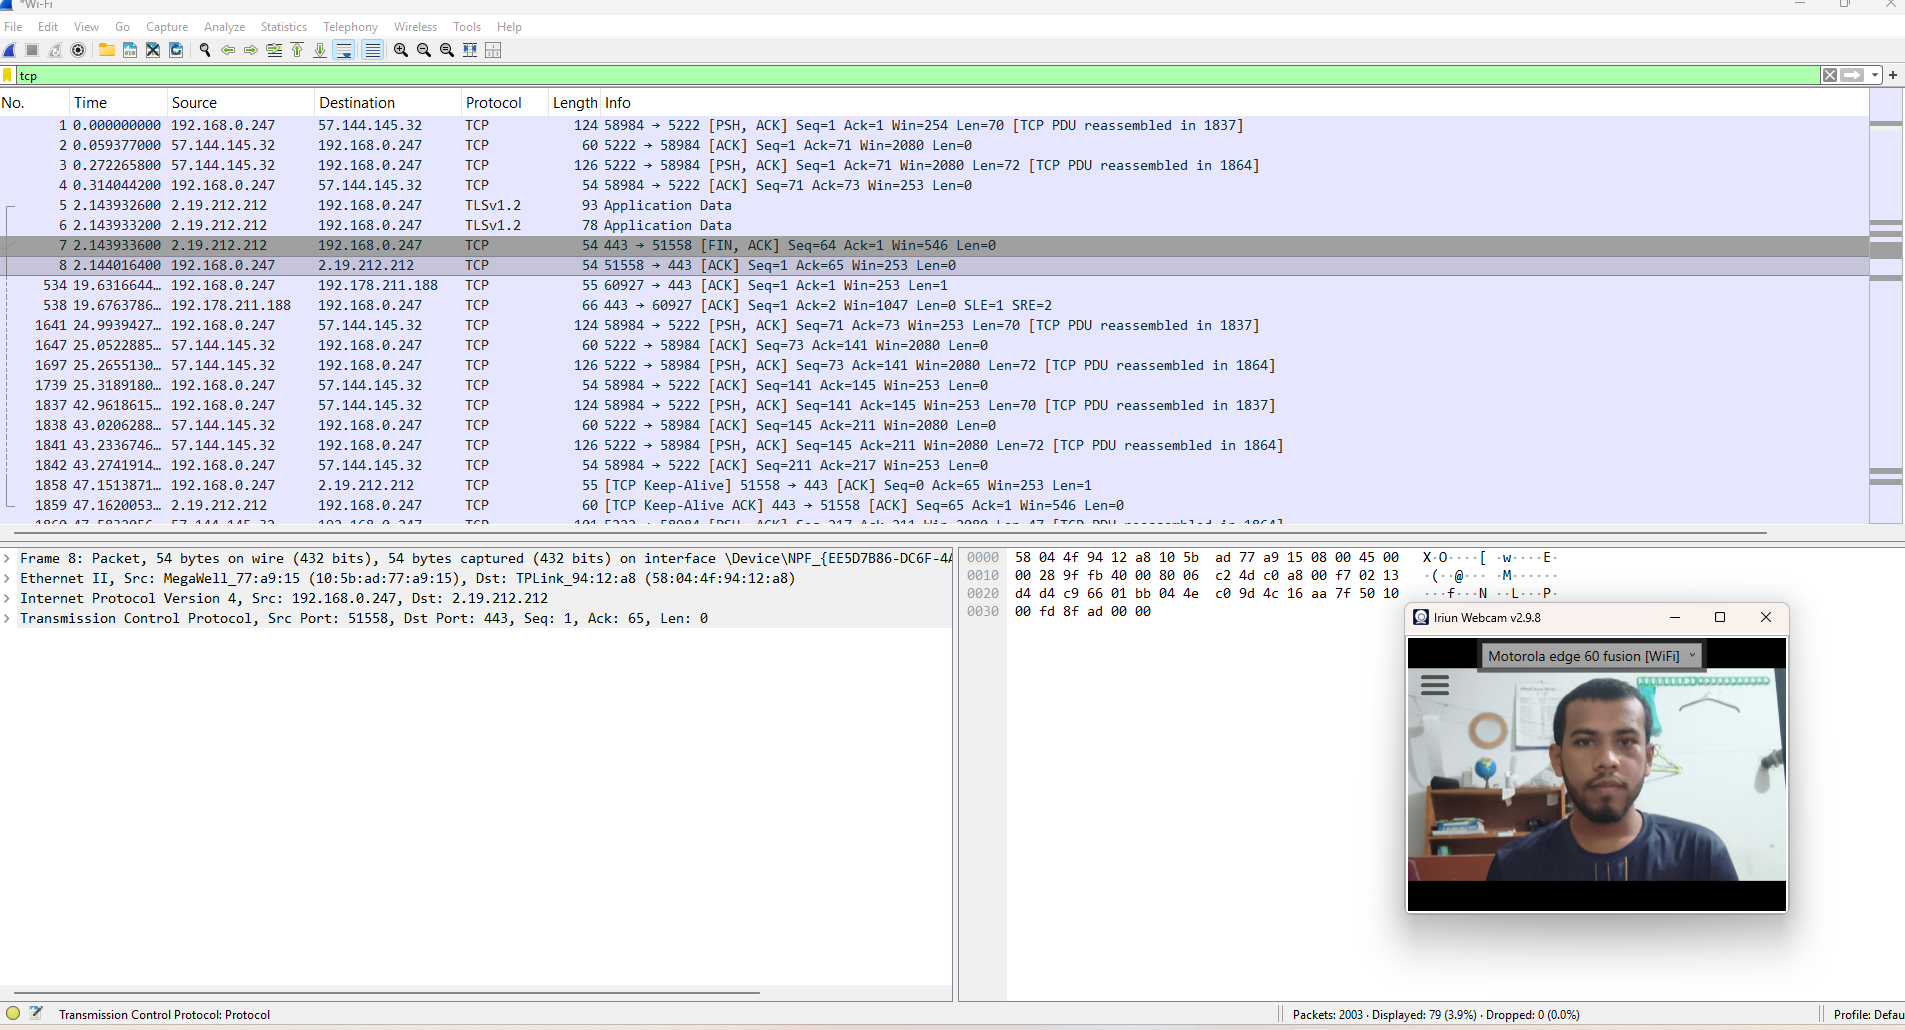 *Wi-Fi
File Edit View Go Capture Analyze Statistics Telephony Wireless Tools Help
tcp
No. Time Source Destination Protocol Length Info
1 0.000000000 192.168.0.247 57.144.145.32 TCP 124 58984 → 5222 [PSH, ACK] Seq=1 Ack=1 Win=254 Len=70 [TCP PDU reassembled in 1837]
2 0.059377000 57.144.145.32 192.168.0.247 TCP 60 5222 → 58984 [ACK] Seq=1 Ack=71 Win=2080 Len=0
3 0.272265800 57.144.145.32 192.168.0.247 TCP 126 5222 → 58984 [PSH, ACK] Seq=1 Ack=71 Win=2080 Len=72 [TCP PDU reassembled in 1864]
4 0.314044200 192.168.0.247 57.144.145.32 TCP 54 58984 → 5222 [ACK] Seq=71 Ack=73 Win=253 Len=0
5 2.143932600 2.19.212.212 192.168.0.247 TLSv1.2 93 Application Data
6 2.143933200 2.19.212.212 192.168.0.247 TLSv1.2 78 Application Data
7 2.143933600 2.19.212.212 192.168.0.247 TCP 54 443 → 51558 [FIN, ACK] Seq=64 Ack=1 Win=546 Len=0
8 2.144016400 192.168.0.247 2.19.212.212 TCP 54 51558 → 443 [ACK] Seq=1 Ack=65 Win=253 Len=0
534 19.6316644… 192.168.0.247 192.178.211.188 TCP 55 60927 → 443 [ACK] Seq=1 Ack=1 Win=253 Len=1
538 19.6763786… 192.178.211.188 192.168.0.247 TCP 66 443 → 60927 [ACK] Seq=1 Ack=2 Win=1047 Len=0 SLE=1 SRE=2
1641 24.9939427… 192.168.0.247 57.144.145.32 TCP 124 58984 → 5222 [PSH, ACK] Seq=71 Ack=73 Win=253 Len=70 [TCP PDU reassembled in 1837]
1647 25.0522885… 57.144.145.32 192.168.0.247 TCP 60 5222 → 58984 [ACK] Seq=73 Ack=141 Win=2080 Len=0
1697 25.2655130… 57.144.145.32 192.168.0.247 TCP 126 5222 → 58984 [PSH, ACK] Seq=73 Ack=141 Win=2080 Len=72 [TCP PDU reassembled in 1864]
1739 25.3189180… 192.168.0.247 57.144.145.32 TCP 54 58984 → 5222 [ACK] Seq=141 Ack=145 Win=253 Len=0
1837 42.9618615… 192.168.0.247 57.144.145.32 TCP 124 58984 → 5222 [PSH, ACK] Seq=141 Ack=145 Win=253 Len=70 [TCP PDU reassembled in 1837]
1838 43.0206288… 57.144.145.32 192.168.0.247 TCP 60 5222 → 58984 [ACK] Seq=145 Ack=211 Win=2080 Len=0
1841 43.2336746… 57.144.145.32 192.168.0.247 TCP 126 5222 → 58984 [PSH, ACK] Seq=145 Ack=211 Win=2080 Len=72 [TCP PDU reassembled in 1864]
1842 43.2741914… 192.168.0.247 57.144.145.32 TCP 54 58984 → 5222 [ACK] Seq=211 Ack=217 Win=253 Len=0
1858 47.1513871… 192.168.0.247 2.19.212.212 TCP 55 [TCP Keep-Alive] 51558 → 443 [ACK] Seq=0 Ack=65 Win=253 Len=1
1859 47.1620053… 2.19.212.212 192.168.0.247 TCP 60 [TCP Keep-Alive ACK] 443 → 51558 [ACK] Seq=65 Ack=1 Win=546 Len=0
Frame 8: Packet, 54 bytes on wire (432 bits), 54 bytes captured (432 bits) on interface \Device\NPF_{EE5D7B86-DC6F-4A
Ethernet II, Src: MegaWell_77:a9:15 (10:5b:ad:77:a9:15), Dst: TPLink_94:12:a8 (58:04:4f:94:12:a8)
Internet Protocol Version 4, Src: 192.168.0.247, Dst: 2.19.212.212
Transmission Control Protocol, Src Port: 51558, Dst Port: 443, Seq: 1, Ack: 65, Len: 0
0000 58 04 4f 94 12 a8 10 5b ad 77 a9 15 08 00 45 00 X·O····[ ·w····E·
0010 00 28 9f fb 40 00 80 06 c2 4d c0 a8 00 f7 02 13 ·(··@··· ·M······
0020 d4 d4 c9 66 01 bb 04 4e c0 9d 4c 16 aa 7f 50 10 ···f···N ··L···P·
0030 00 fd 8f ad 00 00
Iriun Webcam v2.9.8
Motorola edge 60 fusion [WiFi]
Transmission Control Protocol: Protocol
Packets: 2003 · Displayed: 79 (3.9%) · Dropped: 0 (0.0%)
Profile: Defau